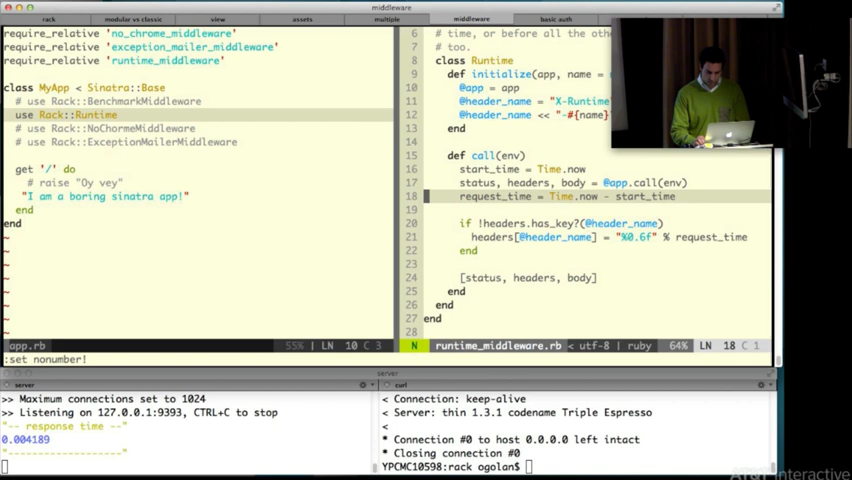 middleware
rack
modular vs classic
view
assets
multiple
middleware
basic auth
require_relative 'no_chrome_middleware'
require_relative 'exception_mailer_middleware'
require_relative 'runtime_middleware'
class MyApp < Sinatra::Base
# use Rack::BenchmarkMiddleware
use Rack::Runtime
# use Rack::NoChormeMiddleware
# use Rack::ExceptionMailerMiddleware
get '/' do
# raise "Oy vey"
"I am a boring sinatra app!"
end
end
~
~
~
~
~
~
~
~
app.rb 55% | LN 10 C 3
:set nonumber!
6 # time, or before all the othe
7 # too.
8 class Runtime
9 def initialize(app, name =
10 @app = app
11 @header_name = "X-Runtime"
12 @header_name << "-#{name}"
13 end
14
15 def call(env)
16 start_time = Time.now
17 status, headers, body = @app.call(env)
18 request_time = Time.now - start_time
19
20 if !headers.has_key?(@header_name)
21 headers[@header_name] = "%0.6f" % request_time
22 end
23
24 [status, headers, body]
25 end
26 end
27 end
28
N runtime_middleware.rb < utf-8 | ruby 64% LN 18 C 1
server
server
>> Maximum connections set to 1024
>> Listening on 127.0.0.1:9393, CTRL+C to stop
"-- response time --"
0.004189
"-------------------"
curl
< Connection: keep-alive
< Server: thin 1.3.1 codename Triple Espresso
<
* Connection #0 to host 0.0.0.0 left intact
* Closing connection #0
YPCMC10598:rack ogolan$
AT&T Interactive